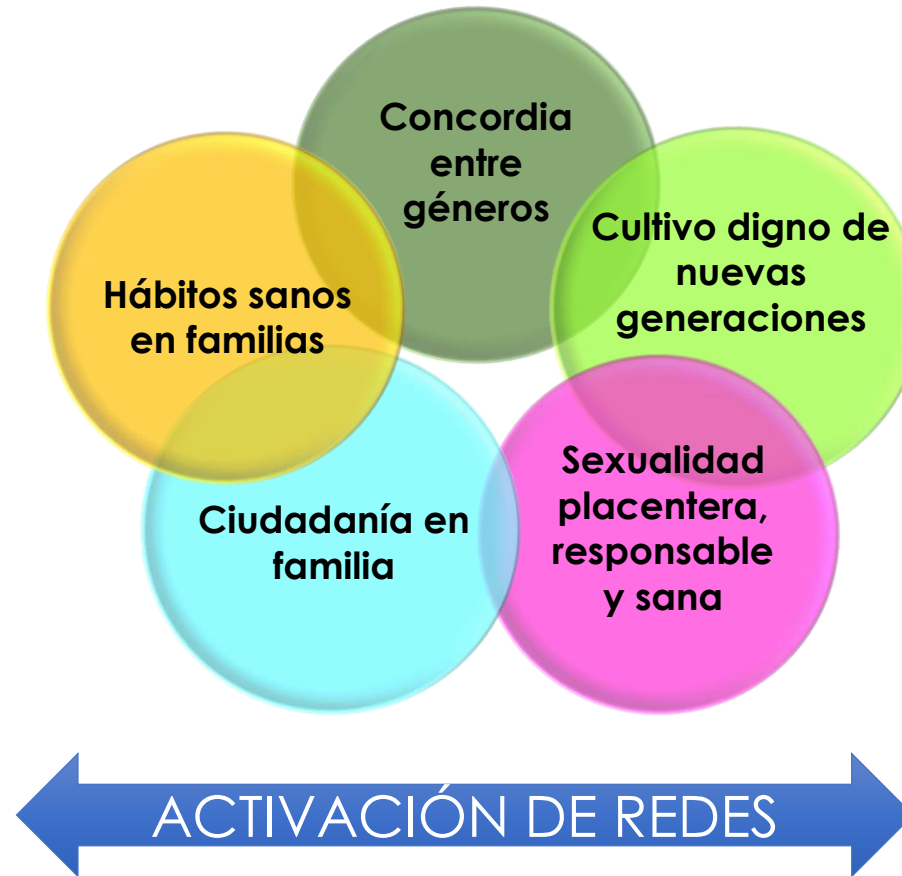 Concordia
entre
géneros
Cultivo digno de
nuevas
generaciones
Hábitos sanos
en familias
Sexualidad
placentera,
responsable
y sana
Ciudadanía en
familia
ACTIVACIÓN DE REDES